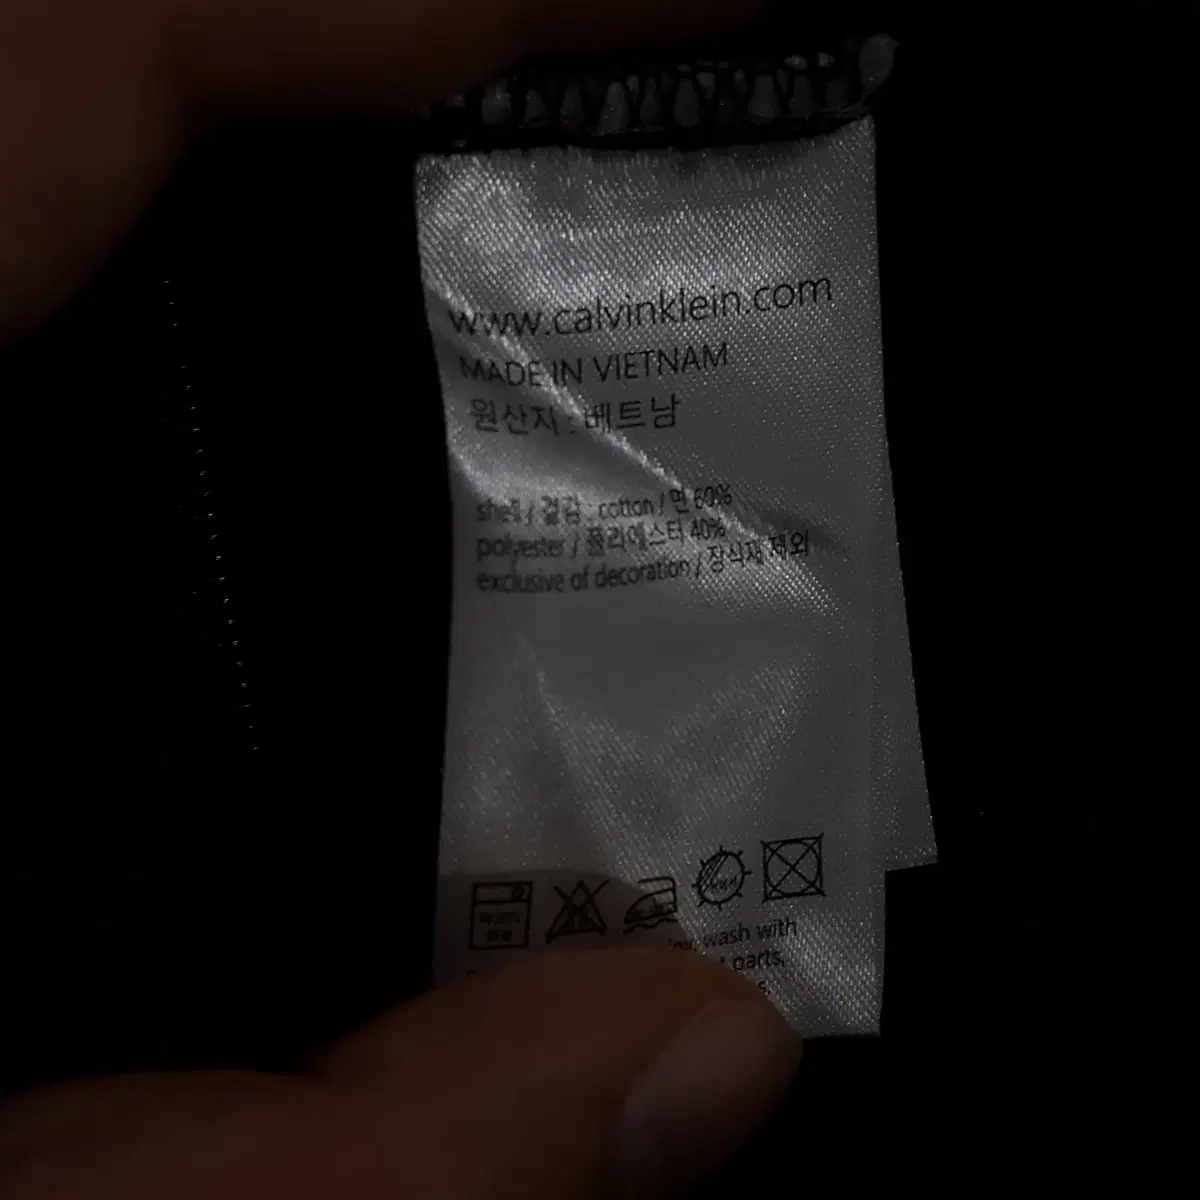 www.calvinklein.com
MADE IN VIETNAM
원산지 : 베트남
shell / 겉감 : cotton / 면 60%
polyester / 폴리에스터 40%
exclusive of decoration / 장식재 제외
wash with
parts,